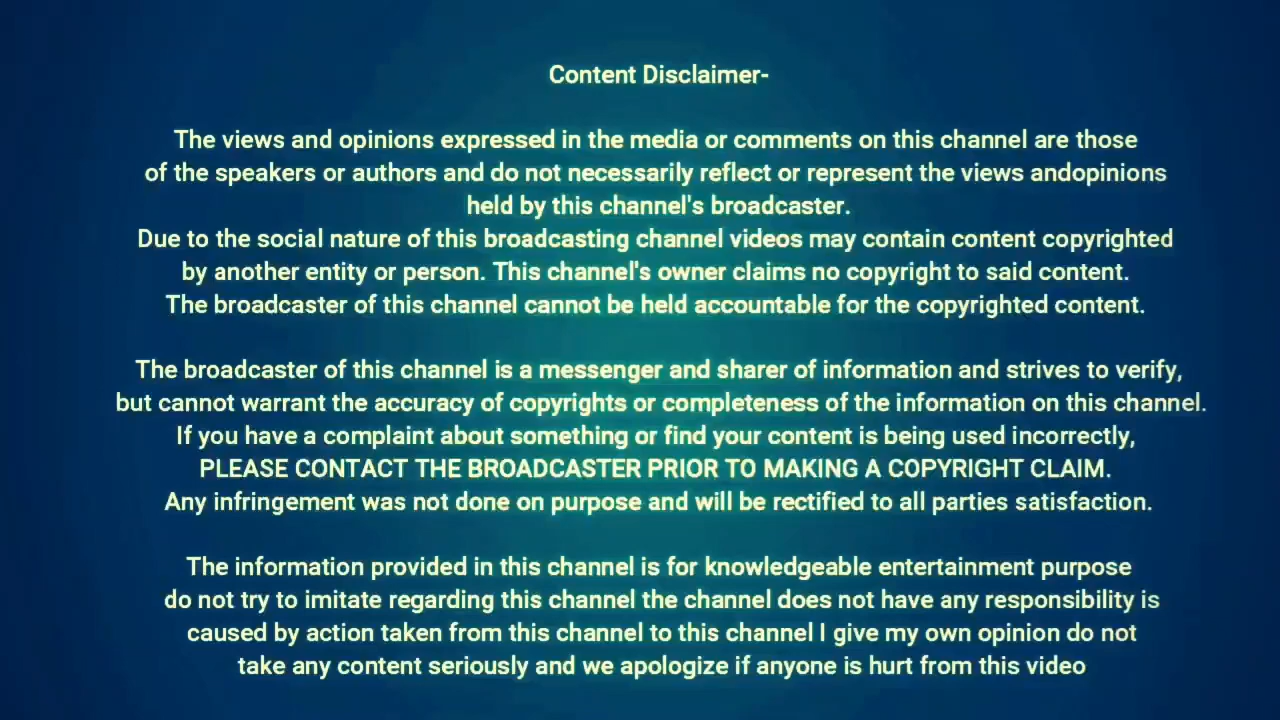 Content Disclaimer-
The views and opinions expressed in the media or comments on this channel are those
of the speakers or authors and do not necessarily reflect or represent the views andopinions
held by this channel's broadcaster.
Due to the social nature of this broadcasting channel videos may contain content copyrighted
by another entity or person. This channel's owner claims no copyright to said content.
The broadcaster of this channel cannot be held accountable for the copyrighted content.
The broadcaster of this channel is a messenger and sharer of information and strives to verify,
but cannot warrant the accuracy of copyrights or completeness of the information on this channel.
If you have a complaint about something or find your content is being used incorrectly,
PLEASE CONTACT THE BROADCASTER PRIOR TO MAKING A COPYRIGHT CLAIM.
Any infringement was not done on purpose and will be rectified to all parties satisfaction.
The information provided in this channel is for knowledgeable entertainment purpose
do not try to imitate regarding this channel the channel does not have any responsibility is
caused by action taken from this channel to this channel I give my own opinion do not
take any content seriously and we apologize if anyone is hurt from this video